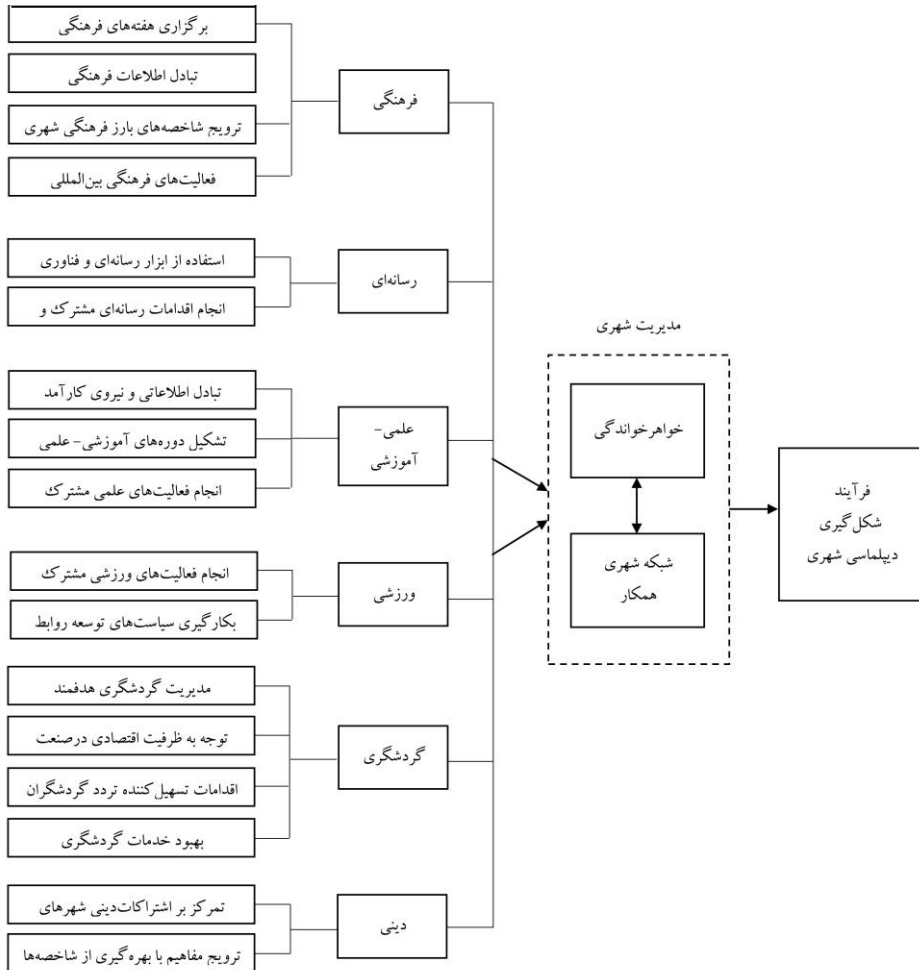 برگزاری هفته‌های فرهنگی
تبادل اطلاعات فرهنگی
ترویج شاخصه‌های بارز فرهنگی شهری
فعالیت‌های فرهنگی بین‌المللی
فرهنگی
استفاده از ابزار رسانه‌ای و فناوری
انجام اقدامات رسانه‌ای مشترك و
رسانه‌ای
تبادل اطلاعاتی و نیروی کارآمد
تشکیل دوره‌های آموزشی- علمی
انجام فعالیت‌های علمی مشترك
علمی-
آموزشی
انجام فعالیت‌های ورزشی مشترك
بکارگیری سیاست‌های توسعه روابط
ورزشی
مدیریت گردشگری هدفمند
توجه به ظرفیت اقتصادی درصنعت
اقدامات تسهیل‌کننده تردد گردشگران
بهبود خدمات گردشگری
گردشگری
تمرکز بر اشتراکات‌دینی شهرهای
ترویج مفاهیم با بهره‌گیری از شاخصه‌ها
دینی
مدیریت شهری
خواهرخواندگی
شبکه شهری
همکار
فرآیند
شکل‌گیری
دیپلماسی شهری